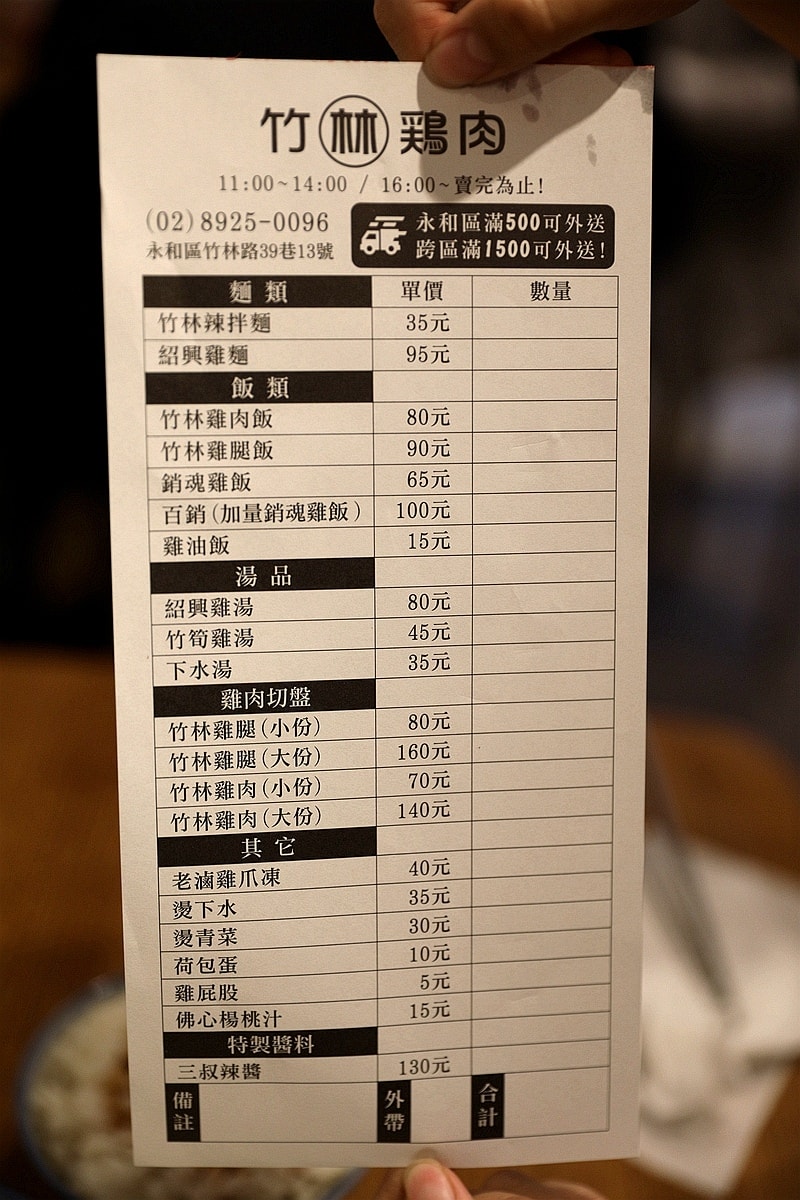 竹林鶏肉
11:00~14:00 / 16:00~賣完為止!
(02)8925-0096
永和區竹林路39巷13號
永和區滿500可外送
跨區滿1500可外送!
麵類 單價 數量
竹林辣拌麵 35元
紹興雞麵 95元
飯類
竹林雞肉飯 80元
竹林雞腿飯 90元
銷魂雞飯 65元
百銷(加量銷魂雞飯) 100元
雞油飯 15元
湯品
紹興雞湯 80元
竹筍雞湯 45元
下水湯 35元
雞肉切盤
竹林雞腿(小份) 80元
竹林雞腿(大份) 160元
竹林雞肉(小份) 70元
竹林雞肉(大份) 140元
其它
老滷雞爪凍 40元
燙下水 35元
燙青菜 30元
荷包蛋 10元
雞屁股 5元
佛心楊桃汁 15元
特製醬料
三叔辣醬 130元
備註 外帶 合計